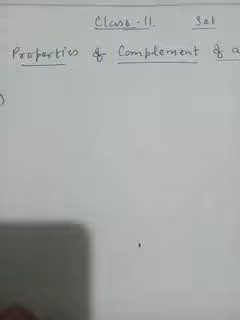 Class-11. Set
Properties of Complement of a
)